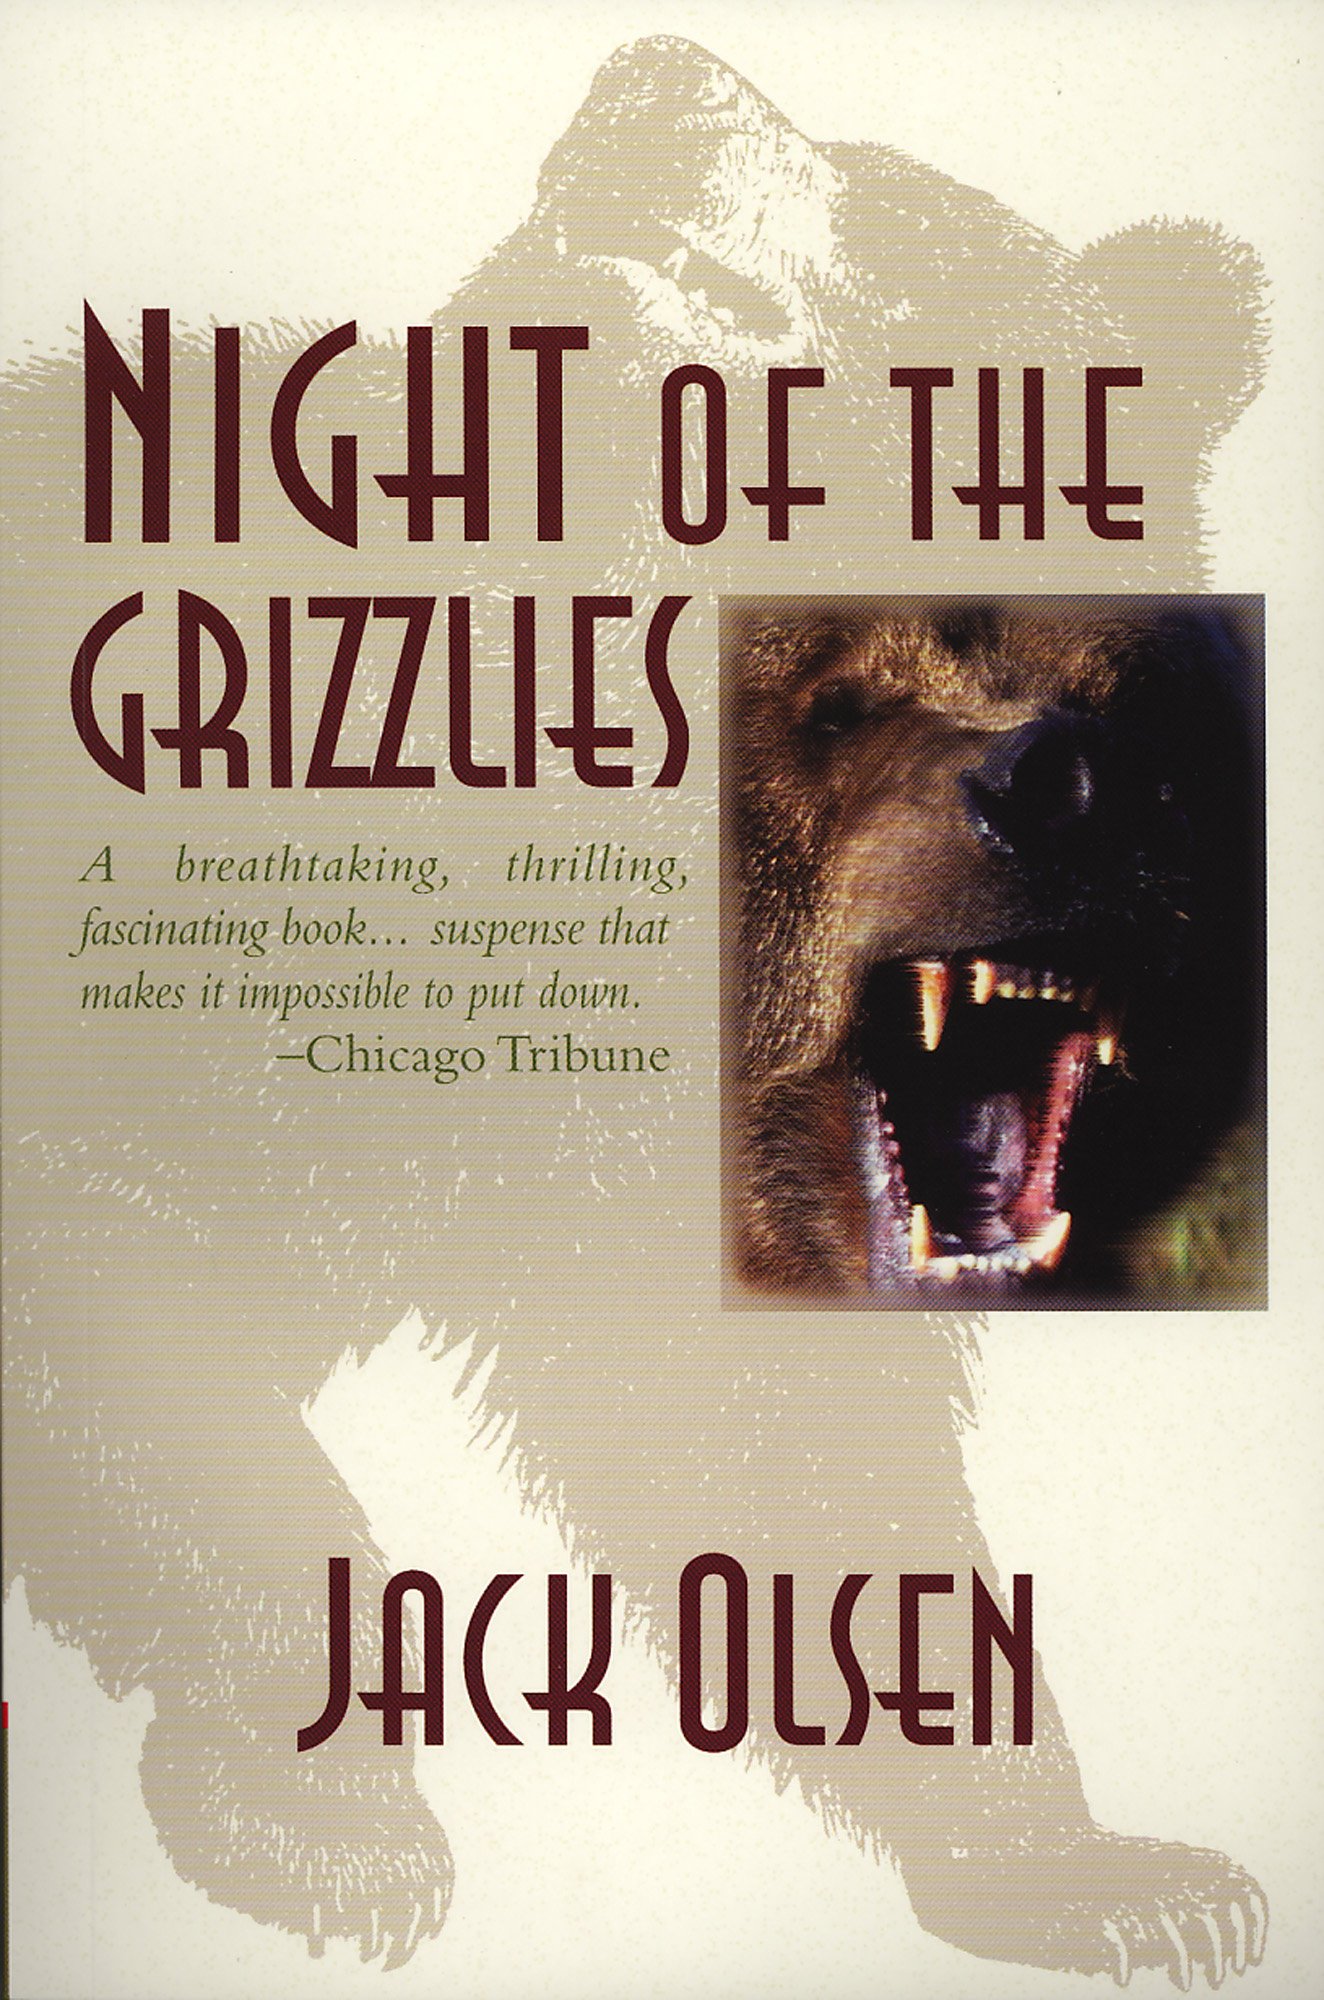 NIGHT OF THE
GRIZZLIES
A breathtaking, thrilling,
fascinating book... suspense that
makes it impossible to put down.
–Chicago Tribune
JACK OLSEN